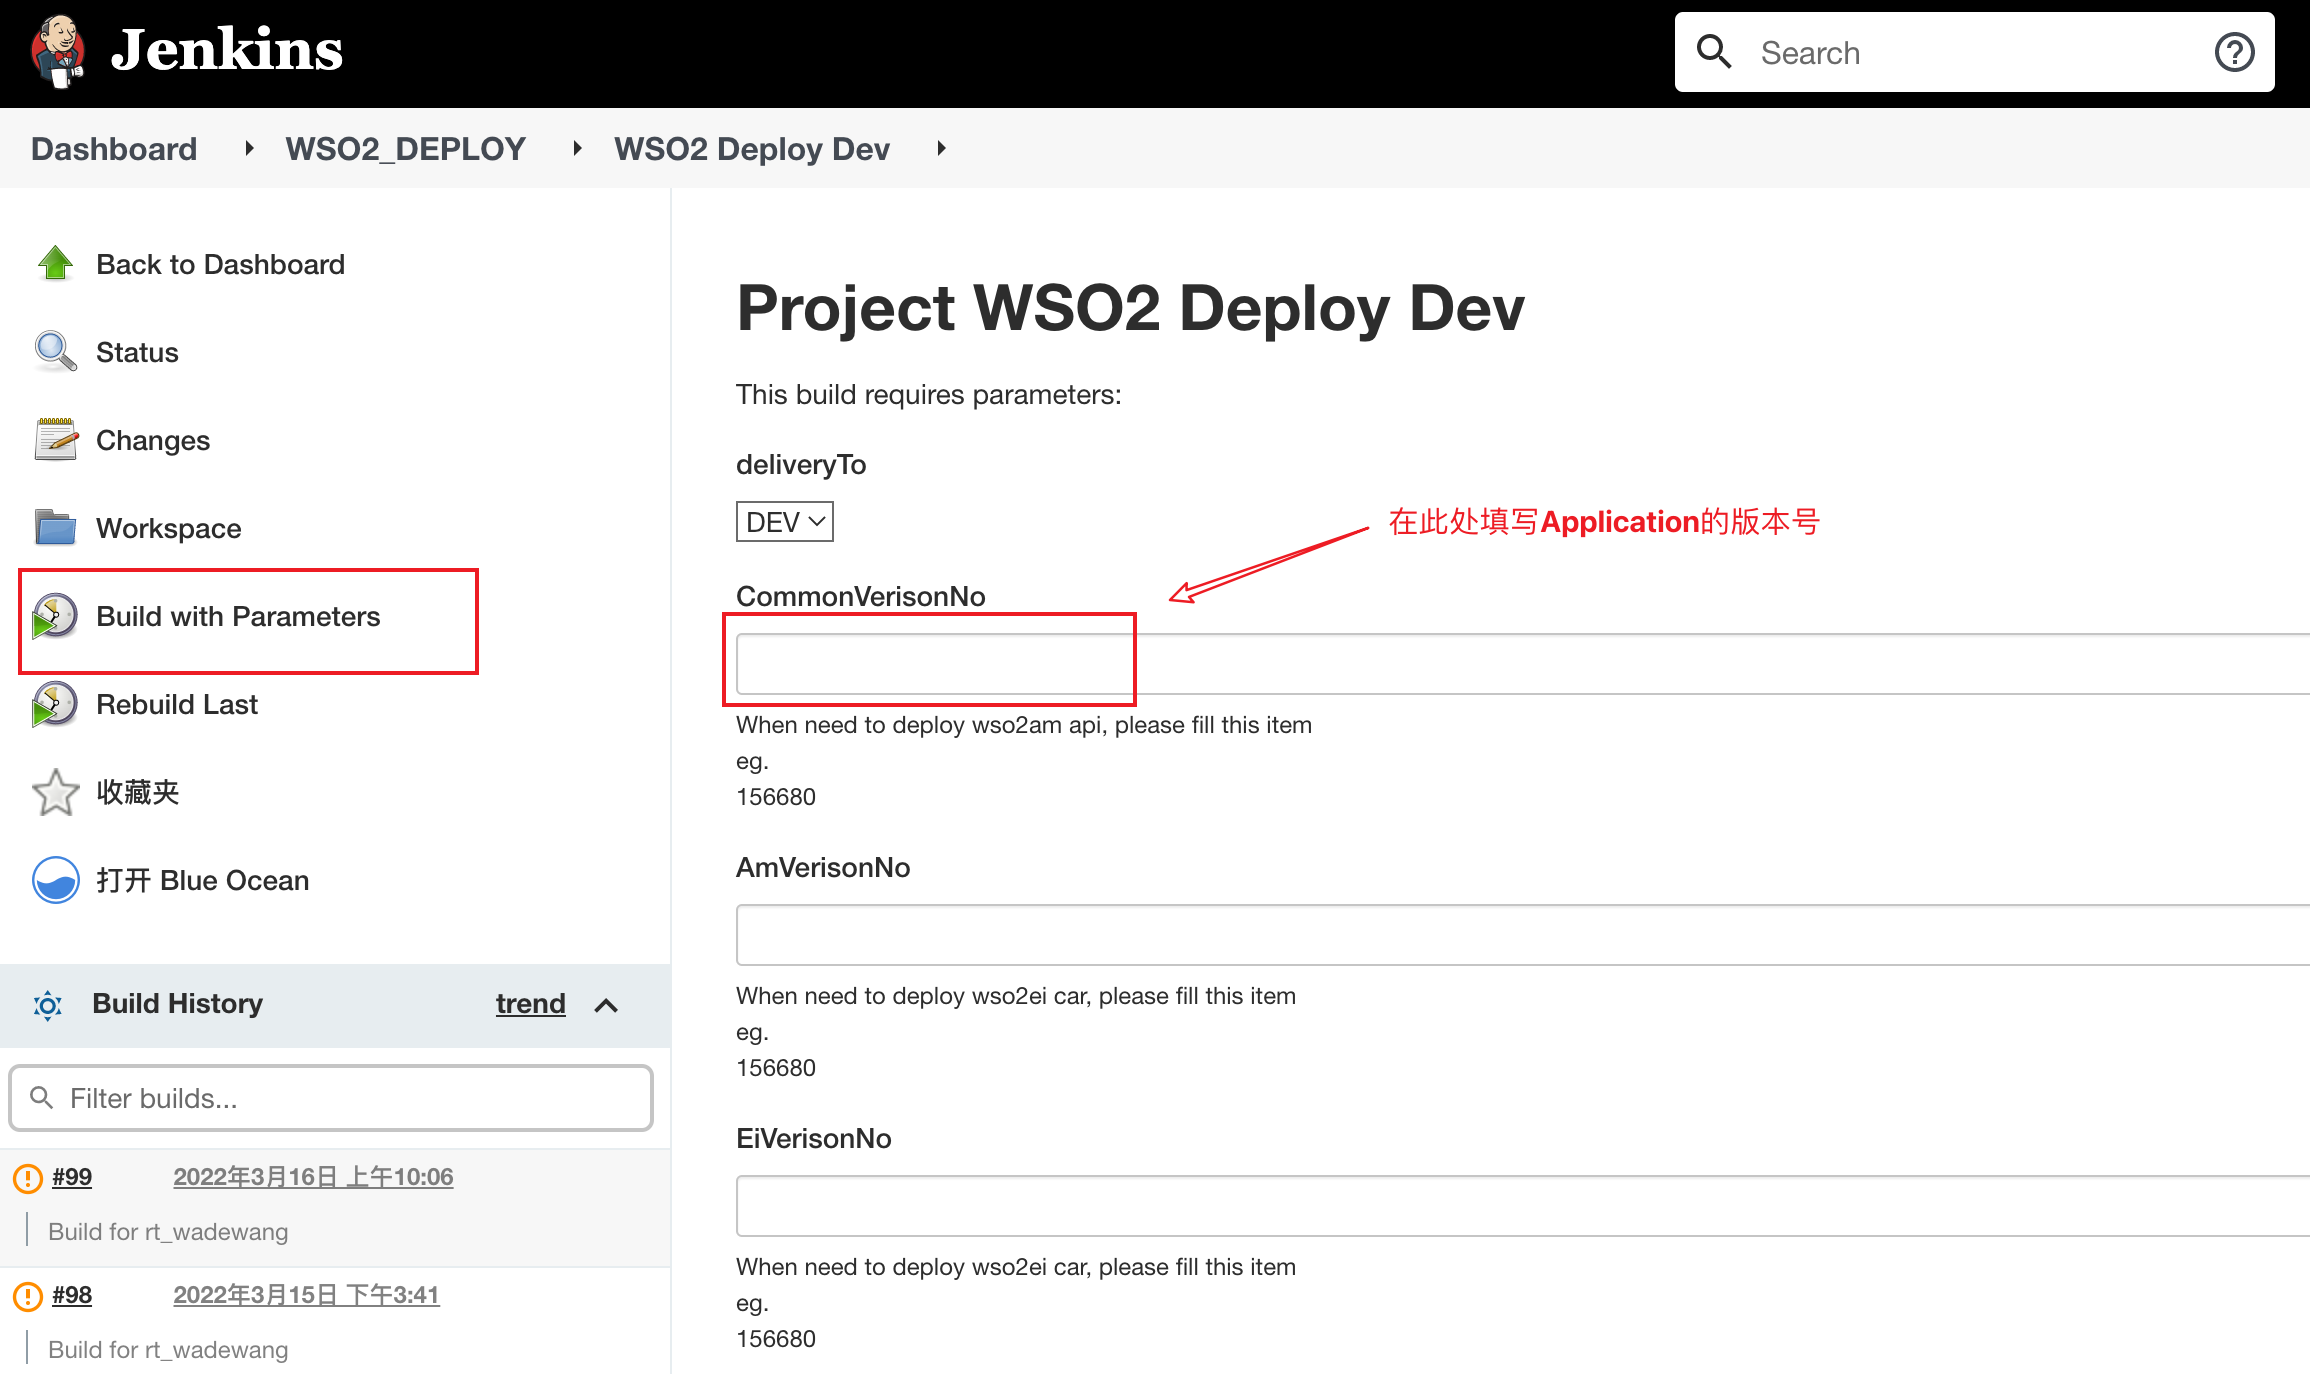 Jenkins
Search
Dashboard
WSO2_DEPLOY
WSO2 Deploy Dev
Back to Dashboard
Status
Changes
Workspace
Build with Parameters
Rebuild Last
收藏夹
打开 Blue Ocean
Build History
trend
Filter builds...
#99
2022年3月16日 上午10:06
Build for rt_wadewang
#98
2022年3月15日 下午3:41
Build for rt_wadewang
Project WSO2 Deploy Dev
This build requires parameters:
deliveryTo
DEV
在此处填写Application的版本号
CommonVerisonNo
When need to deploy wso2am api, please fill this item
eg.
156680
AmVerisonNo
When need to deploy wso2ei car, please fill this item
eg.
156680
EiVerisonNo
When need to deploy wso2ei car, please fill this item
eg.
156680